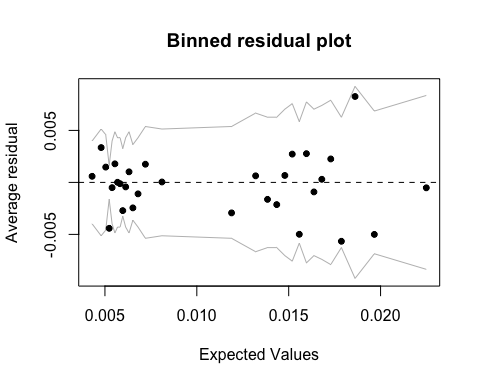 Binned residual plot
Average residual
0.005
-0.005
0.005
0.010
0.015
0.020
Expected Values